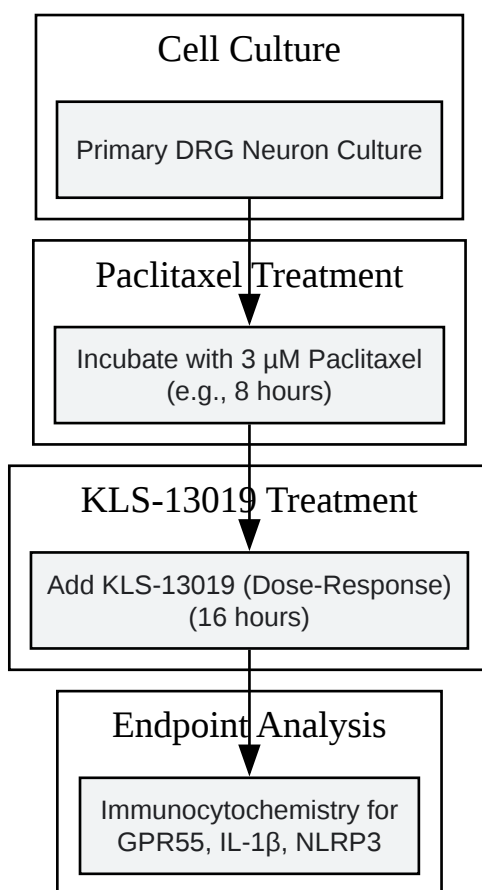 Cell Culture
Primary DRG Neuron Culture
Paclitaxel Treatment
Incubate with 3 µM Paclitaxel
(e.g., 8 hours)
KLS-13019 Treatment
Add KLS-13019 (Dose-Response)
(16 hours)
Endpoint Analysis
Immunocytochemistry for
GPR55, IL-1β, NLRP3